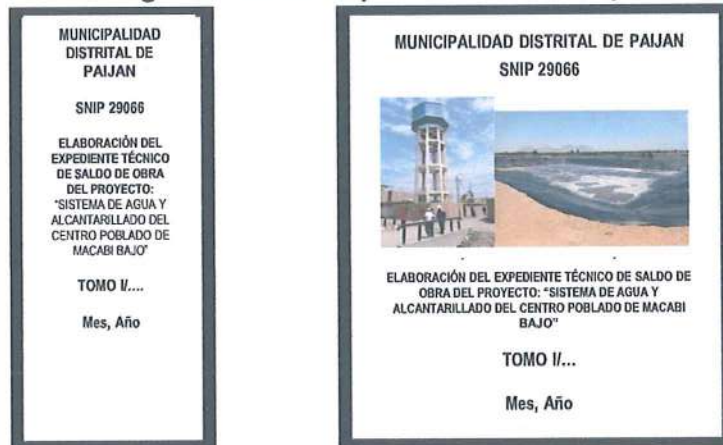 MUNICIPALIDAD
DISTRITAL DE
PAIJAN
SNIP 29066
ELABORACIÓN DEL
EXPEDIENTE TÉCNICO
DE SALDO DE OBRA
DEL PROYECTO:
"SISTEMA DE AGUA Y
ALCANTARILLADO DEL
CENTRO POBLADO DE
MACABI BAJO"
TOMO I/....
Mes, Año
MUNICIPALIDAD DISTRITAL DE PAIJAN
SNIP 29066
ELABORACIÓN DEL EXPEDIENTE TÉCNICO DE SALDO DE
OBRA DEL PROYECTO: "SISTEMA DE AGUA Y
ALCANTARILLADO DEL CENTRO POBLADO DE MACABI
BAJO"
TOMO I/...
Mes, Año